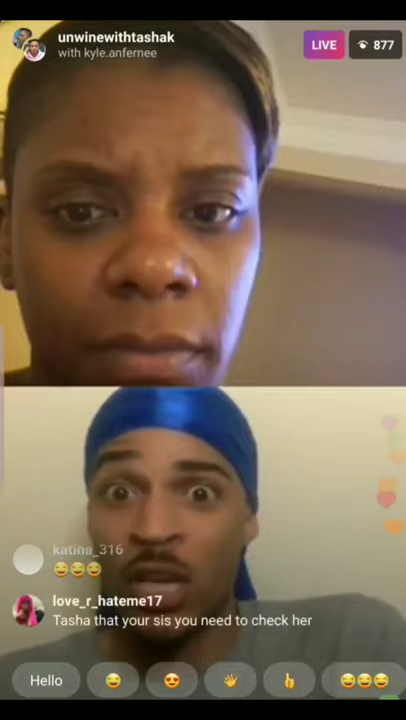 unwinewithtashak
LIVE
877
with kyle.anfernee
katina_316
😂😂😂
love_r_hateme17
Tasha that your sis you need to check her
Hello
😂
😍
👋
👍
😂😂😂